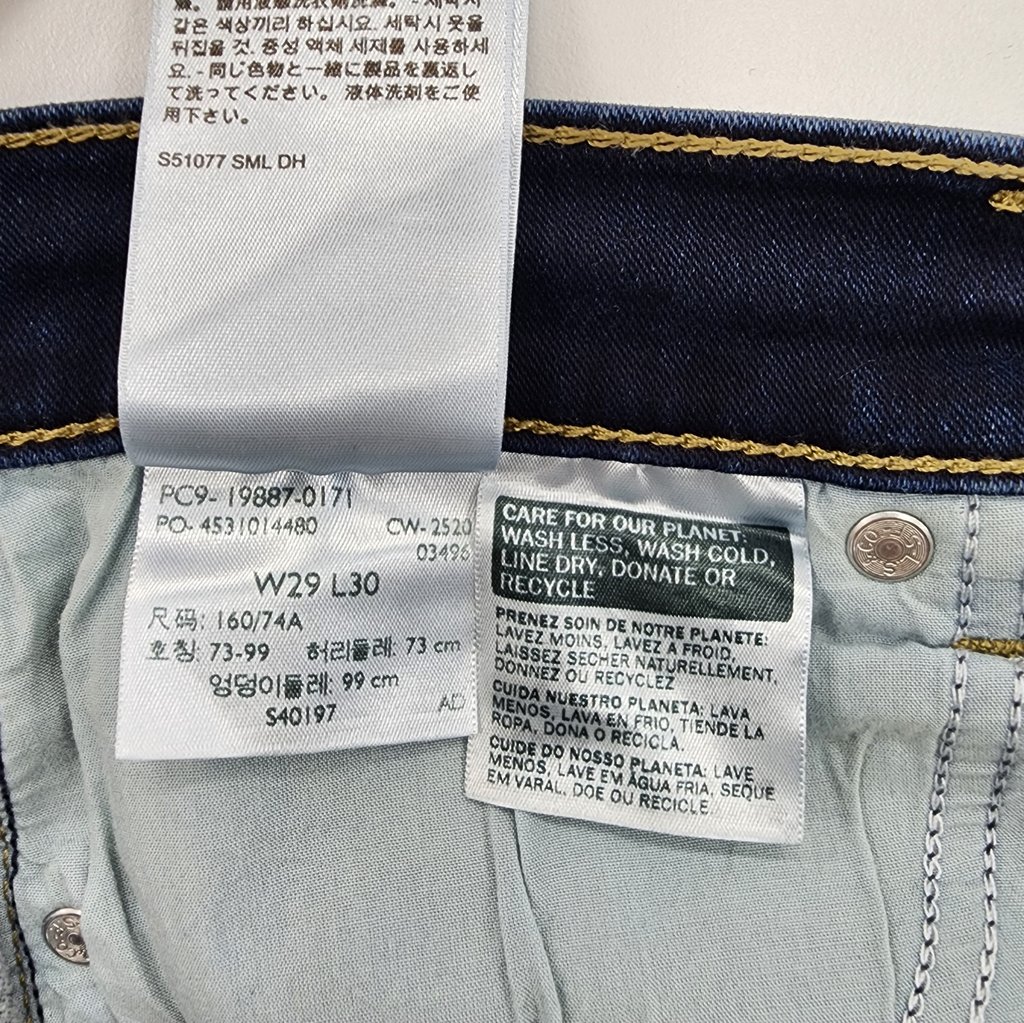 같은 색상끼리 하십시요. 세탁시 옷을
뒤집을 것. 중성 액체 세제를 사용하세
요. - 同じ色物と一緒に製品を裏返し
て洗ってください。 液体洗剤をご使
用下さい。
S51077 SML DH
PC9- 19887-0171
PO- 4531014480 CW- 2520
03496
W29 L30
尺码: 160/74A
호칭: 73-99 허리둘레: 73 cm
엉덩이둘레: 99 cm
S40197
AD
CARE FOR OUR PLANET:
WASH LESS, WASH COLD,
LINE DRY, DONATE OR
RECYCLE
PRENEZ SOIN DE NOTRE PLANETE:
LAVEZ MOINS, LAVEZ A FROID,
LAISSEZ SECHER NATURELLEMENT,
DONNEZ OU RECYCLEZ
CUIDA NUESTRO PLANETA: LAVA
MENOS, LAVA EN FRIO, TIENDE LA
ROPA, DONA O RECICLA.
CUIDE DO NOSSO PLANETA: LAVE
MENOS, LAVE EM ÁGUA FRIA, SEQUE
EM VARAL, DOE OU RECICLE.